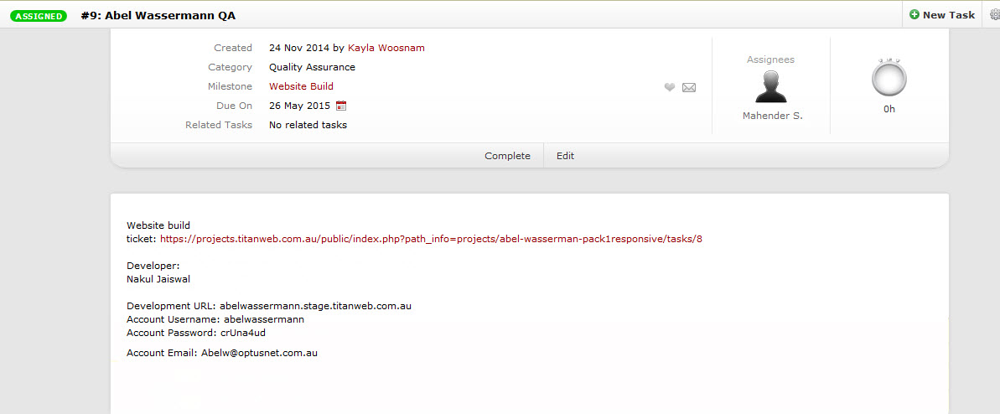 ASSIGNED #9: Abel Wassermann QA New Task
Created 24 Nov 2014 by Kayla Woosnam
Category Quality Assurance
Milestone Website Build
Due On 26 May 2015
Related Tasks No related tasks
Assignees
Mahender S.
0h
Complete Edit
Website build
ticket: https://projects.titanweb.com.au/public/index.php?path_info=projects/abel-wasserman-pack1responsive/tasks/8
Developer:
Nakul Jaiswal
Development URL: abelwassermann.stage.titanweb.com.au
Account Username: abelwassermann
Account Password: crUna4ud
Account Email: Abelw@optusnet.com.au